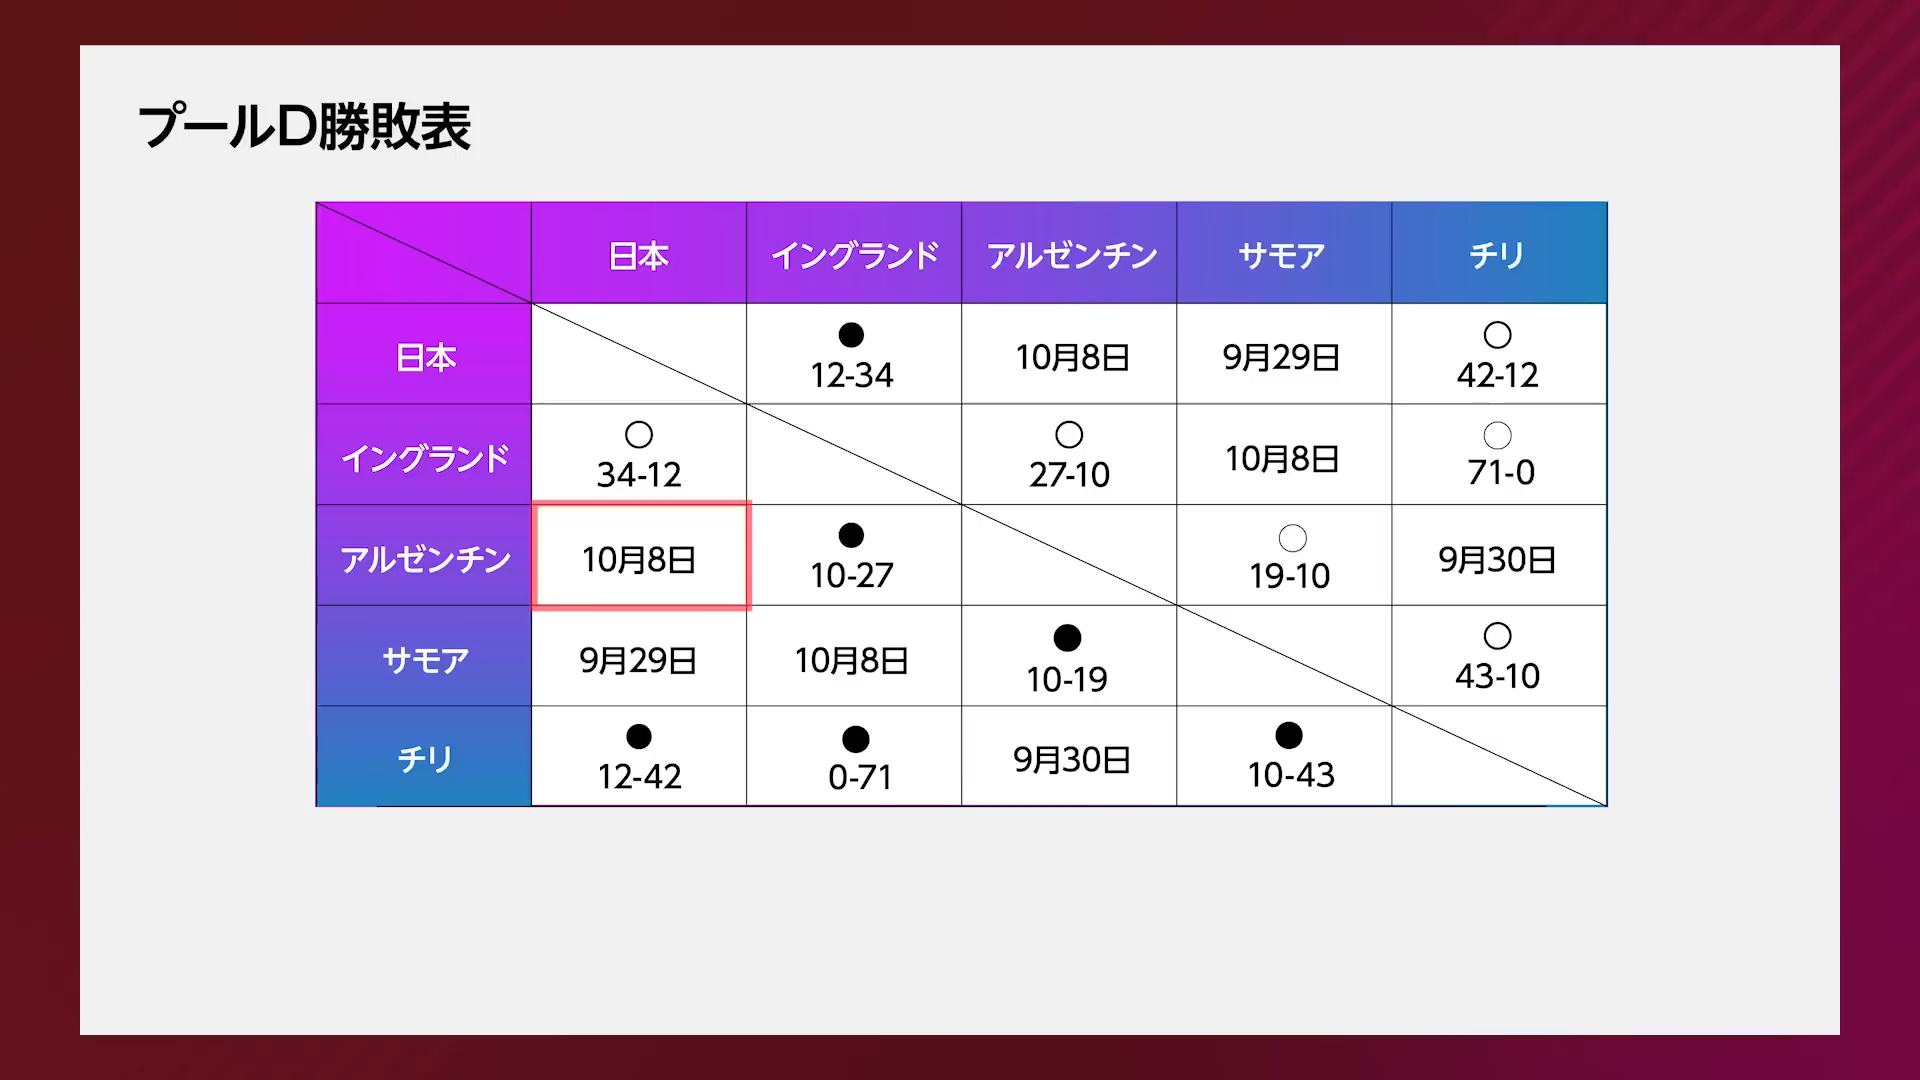 プールD勝敗表
日本 イングランド アルゼンチン サモア チリ
日本 ● 12-34 10月8日 9月29日 ○ 42-12
イングランド ○ 34-12 ○ 27-10 10月8日 ○ 71-0
アルゼンチン 10月8日 ● 10-27 ○ 19-10 9月30日
サモア 9月29日 10月8日 ● 10-19 ○ 43-10
チリ ● 12-42 ● 0-71 9月30日 ● 10-43